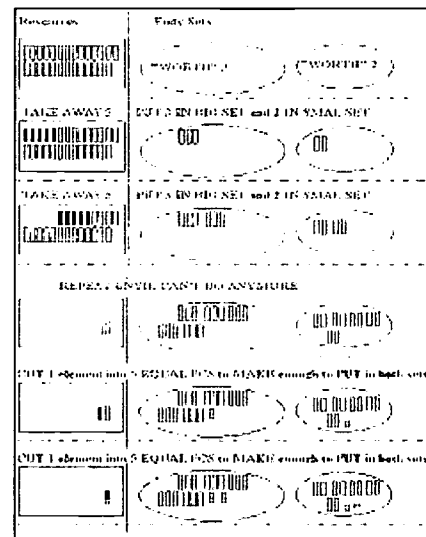 Resources Endy Sets
("WORTH" 3 ("WORTH" 2)
TAKE AWAY 5 PUT 3 IN BIG SET and 2 IN SMAL SET
TAKE AWAY 5 PUT 3 IN BIG SET and 2 IN SMAL SET
REPEAT UNTIL CAN'T DO ANYMORE
CUT 1 element into 5 EQUAL PCS to MAKE enough to PUT in both sets
CUT 1 element into 5 EQUAL PCS to MAKE enough to PUT in both sets